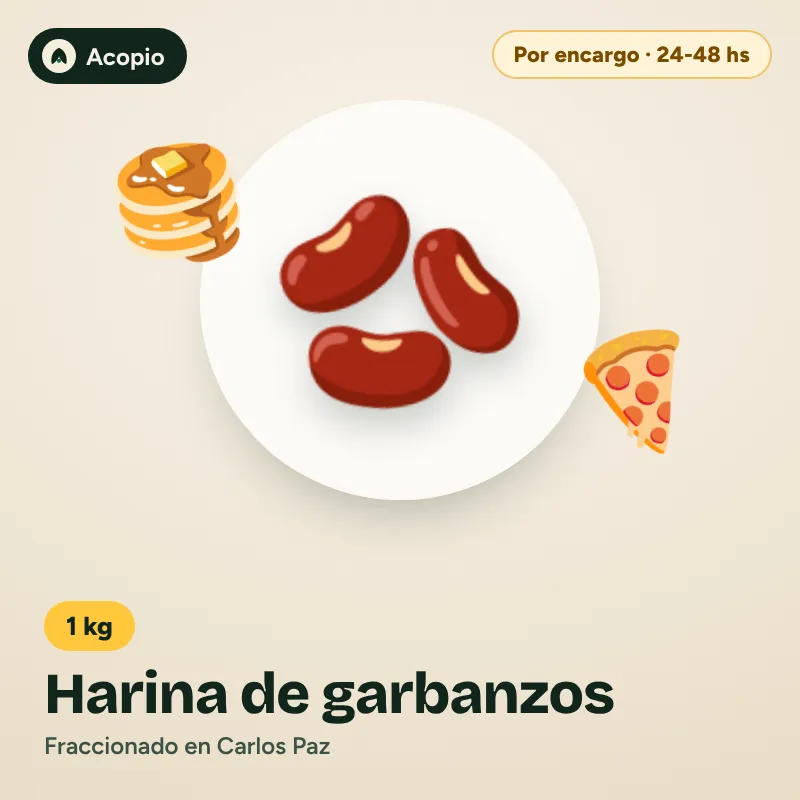 Acopio
Por encargo · 24-48 hs
1 kg
Harina de garbanzos
Fraccionado en Carlos Paz